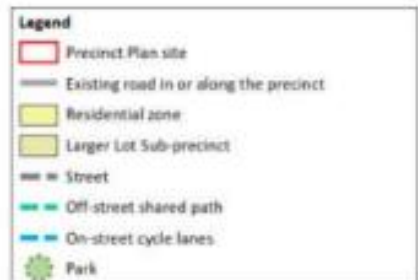 Legend
Precinct Plan site
Existing road in or along the precinct
Residential zone
Larger Lot Sub-precinct
Street
Off-street shared path
On-street cycle lanes
Park